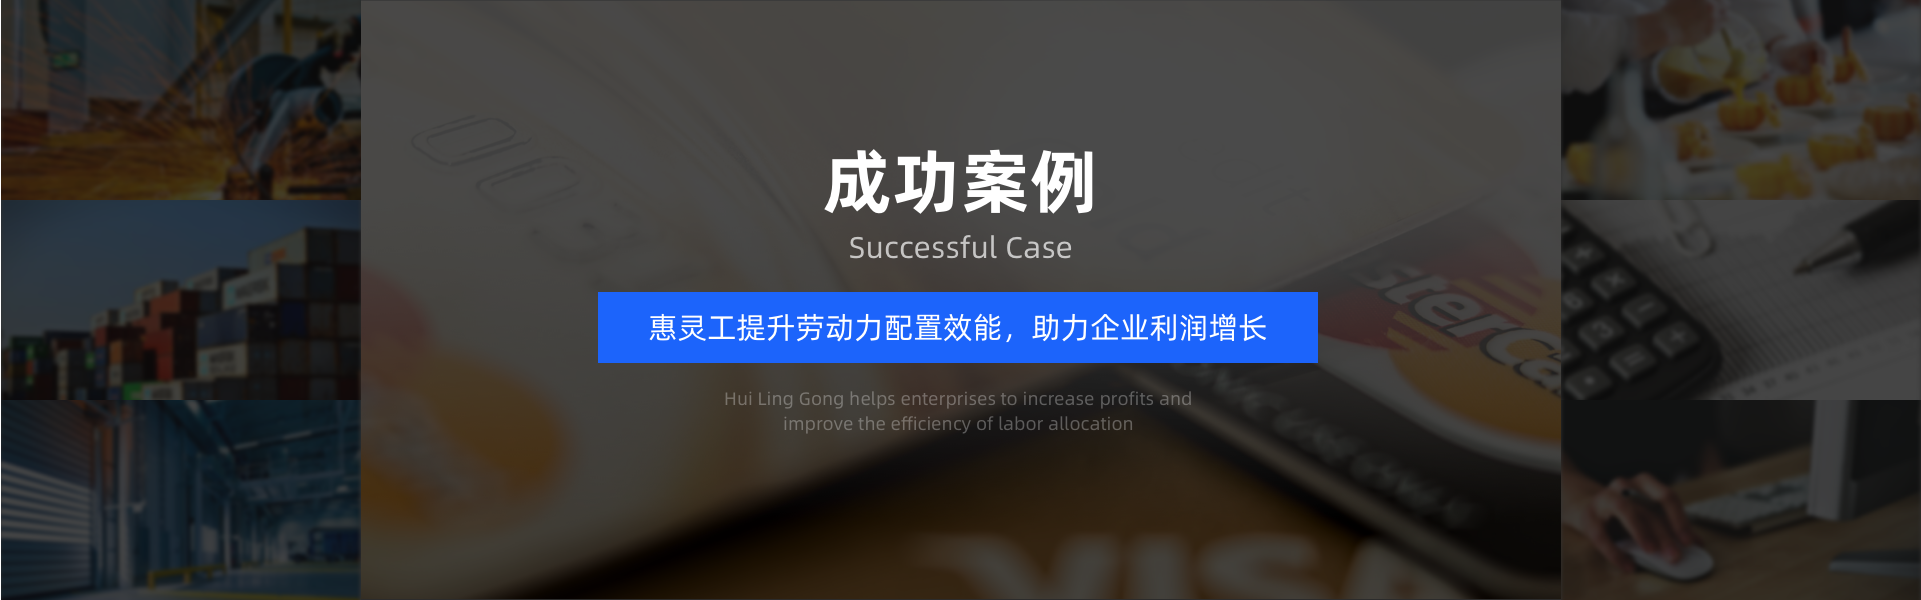 成功案例
Successful Case
惠灵工提升劳动力配置效能，助力企业利润增长
Hui Ling Gong helps enterprises to increase profits and
improve the efficiency of labor allocation
sterCa
VISA